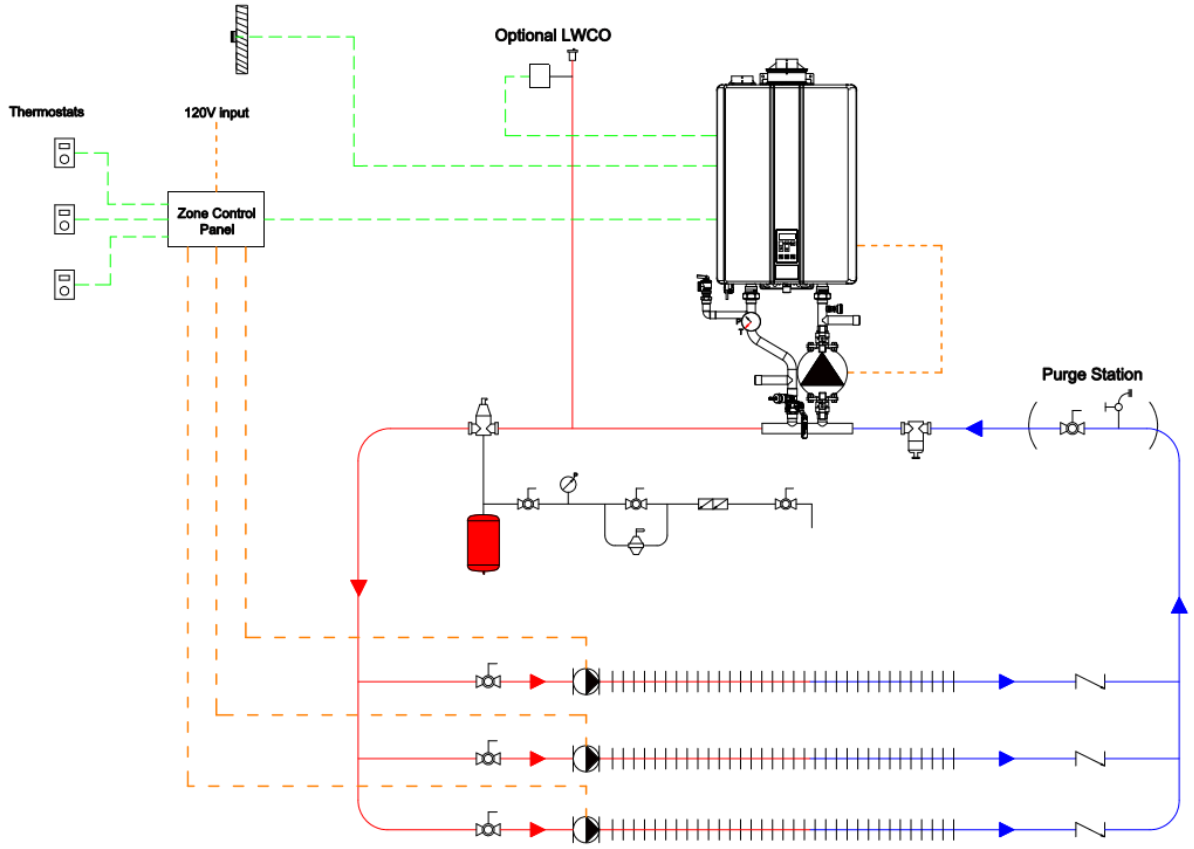 Optional LWCO
Thermostats
120V input
Zone Control
Panel
P
T
Purge Station
P